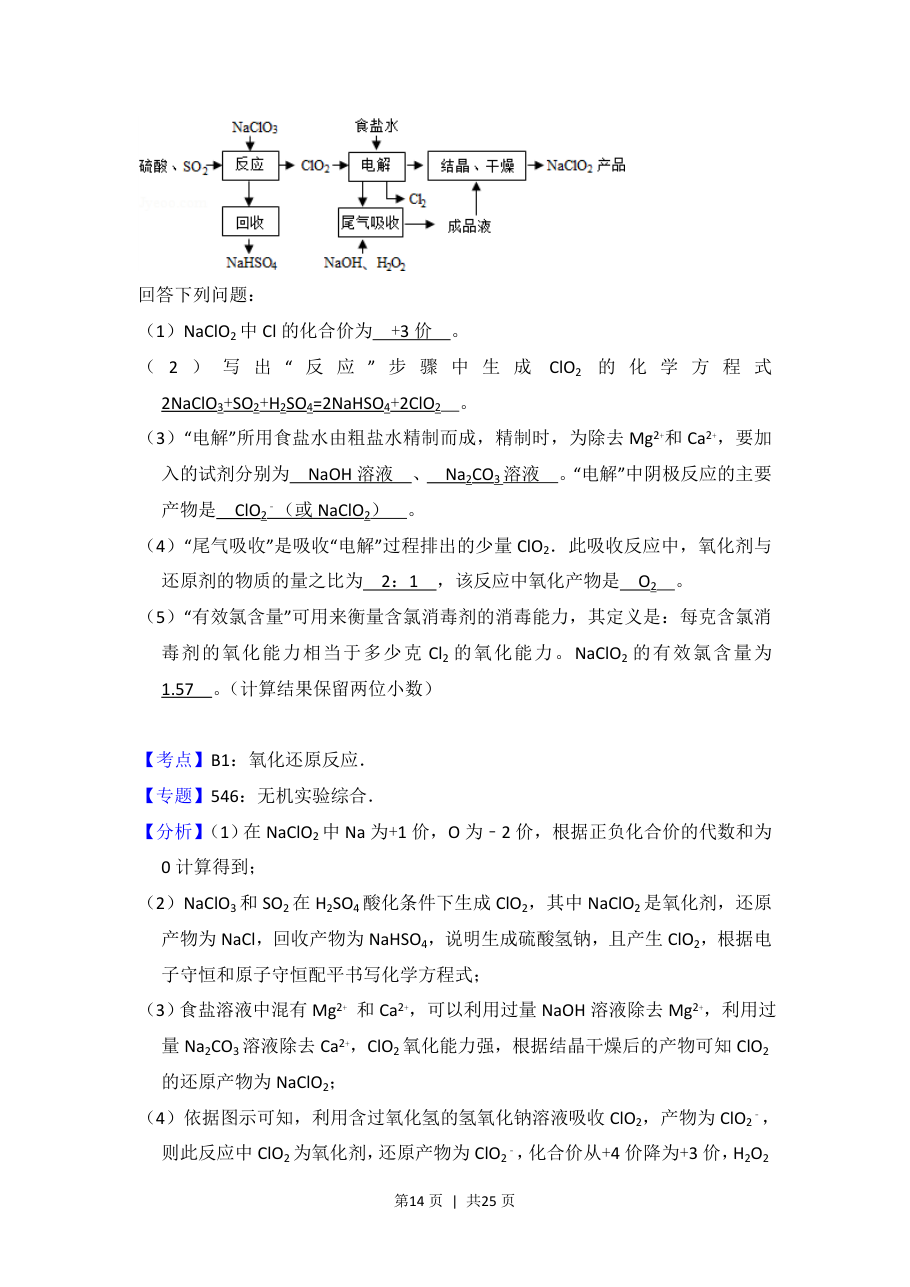 NaClO₃ 食盐水
硫酸、SO₂ 反应 ClO₂ 电解 结晶、干燥 NaClO₂ 产品
Cl₂
回收 尾气吸收 成品液
NaHSO₄ NaOH、H₂O₂
回答下列问题：
（1）NaClO₂ 中 Cl 的化合价为 +3 价 。
（2）写出“反应”步骤中生成 ClO₂ 的化学方程式
2NaClO₃+SO₂+H₂SO₄=2NaHSO₄+2ClO₂ 。
（3）“电解”所用食盐水由粗盐水精制而成，精制时，为除去 Mg²⁺和 Ca²⁺，要加
入的试剂分别为 NaOH 溶液 、 Na₂CO₃ 溶液 。“电解”中阴极反应的主要
产物是 ClO₂⁻（或 NaClO₂） 。
（4）“尾气吸收”是吸收“电解”过程排出的少量 ClO₂．此吸收反应中，氧化剂与
还原剂的物质的量之比为 2：1 ，该反应中氧化产物是 O₂ 。
（5）“有效氯含量”可用来衡量含氯消毒剂的消毒能力，其定义是：每克含氯消
毒剂的氧化能力相当于多少克 Cl₂ 的氧化能力。NaClO₂ 的有效氯含量为
1.57 。（计算结果保留两位小数）
【考点】B1：氧化还原反应．
【专题】546：无机实验综合．
【分析】（1）在 NaClO₂ 中 Na 为+1 价，O 为﹣2 价，根据正负化合价的代数和为
0 计算得到；
（2）NaClO₃ 和 SO₂ 在 H₂SO₄ 酸化条件下生成 ClO₂，其中 NaClO₂ 是氧化剂，还原
产物为 NaCl，回收产物为 NaHSO₄，说明生成硫酸氢钠，且产生 ClO₂，根据电
子守恒和原子守恒配平书写化学方程式；
（3）食盐溶液中混有 Mg²⁺ 和 Ca²⁺，可以利用过量 NaOH 溶液除去 Mg²⁺，利用过
量 Na₂CO₃ 溶液除去 Ca²⁺，ClO₂ 氧化能力强，根据结晶干燥后的产物可知 ClO₂
的还原产物为 NaClO₂；
（4）依据图示可知，利用含过氧化氢的氢氧化钠溶液吸收 ClO₂，产物为 ClO₂⁻，
则此反应中 ClO₂ 为氧化剂，还原产物为 ClO₂⁻，化合价从+4 价降为+3 价，H₂O₂
第14 页 | 共25 页